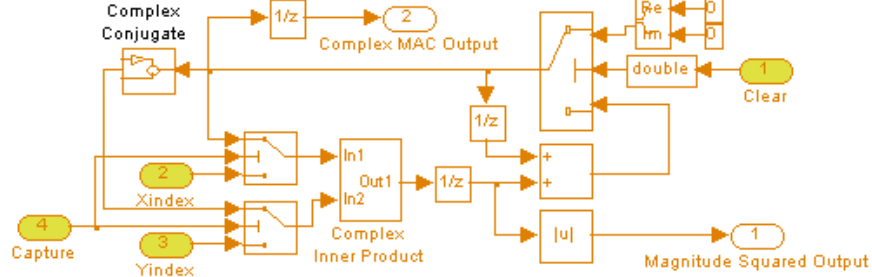 Complex
Conjugate
1/z
2
Complex MAC Output
Re
Im
0
0
double
1
Clear
1/z
2
Xindex
In1
In2
Out1
Complex
Inner Product
1/z
+
+
4
Capture
3
Yindex
|u|
1
Magnitude Squared Output